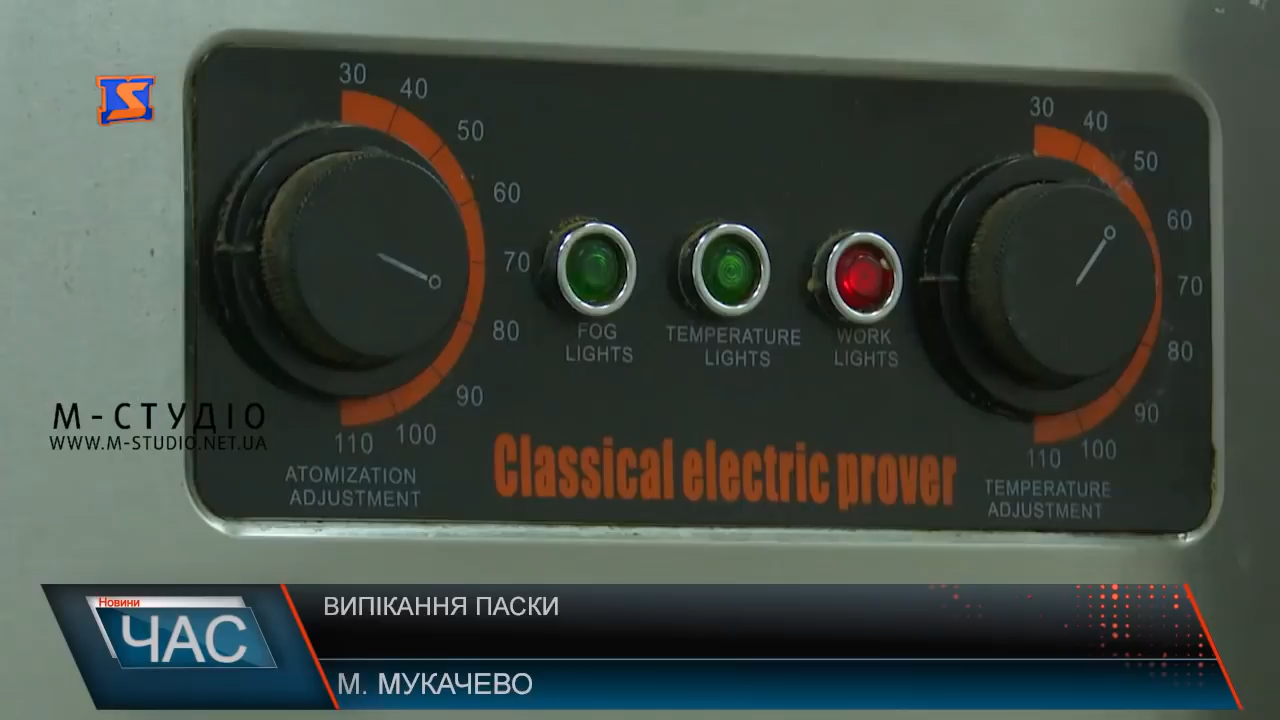 30
40
50
60
70
80
90
100
110
ATOMIZATION
ADJUSTMENT
FOG
LIGHTS
TEMPERATURE
LIGHTS
WORK
LIGHTS
Classical electric prover
30
40
50
60
70
80
90
100
110
TEMPERATURE
ADJUSTMENT
М-СТУДІО
WWW.M-STUDIO.NET.UA
Новини
ЧАС
ВИПІКАННЯ ПАСКИ
М. МУКАЧЕВО